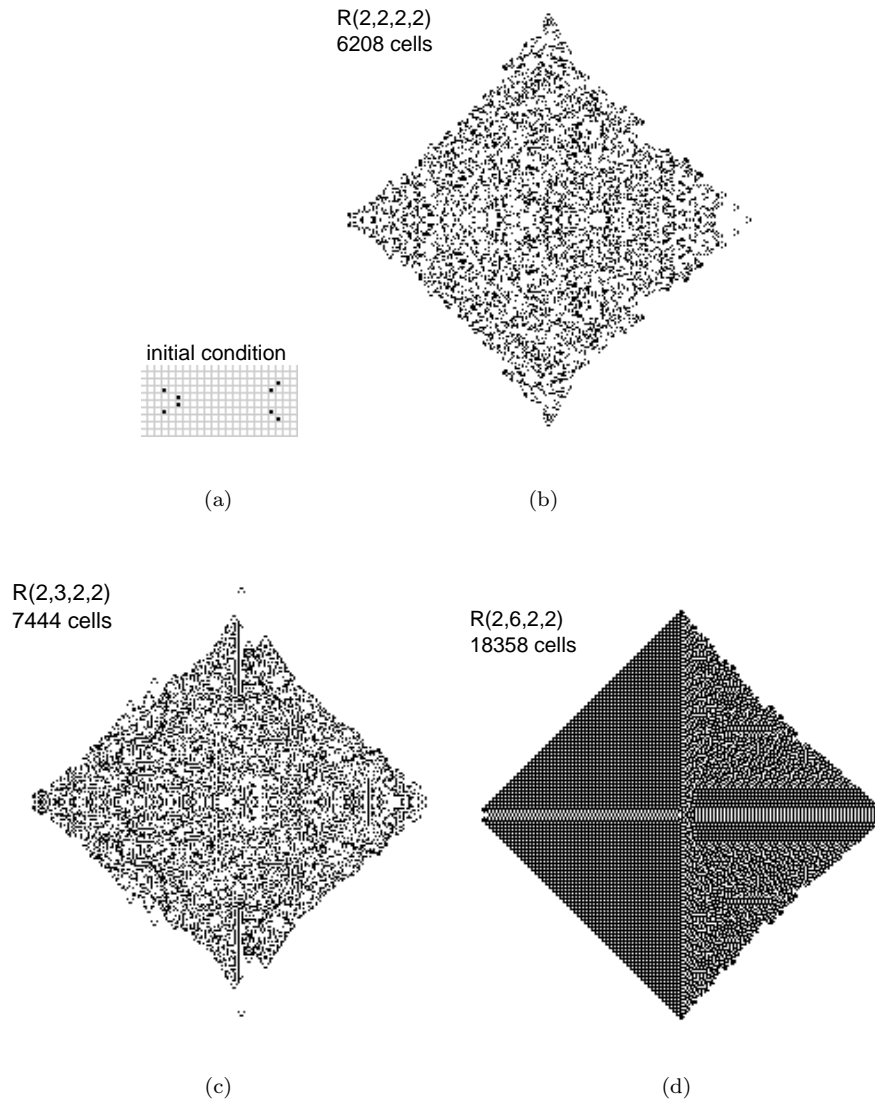 R(2,2,2,2)
6208 cells
initial condition
(a)
(b)
R(2,3,2,2)
7444 cells
R(2,6,2,2)
18358 cells
(c)
(d)